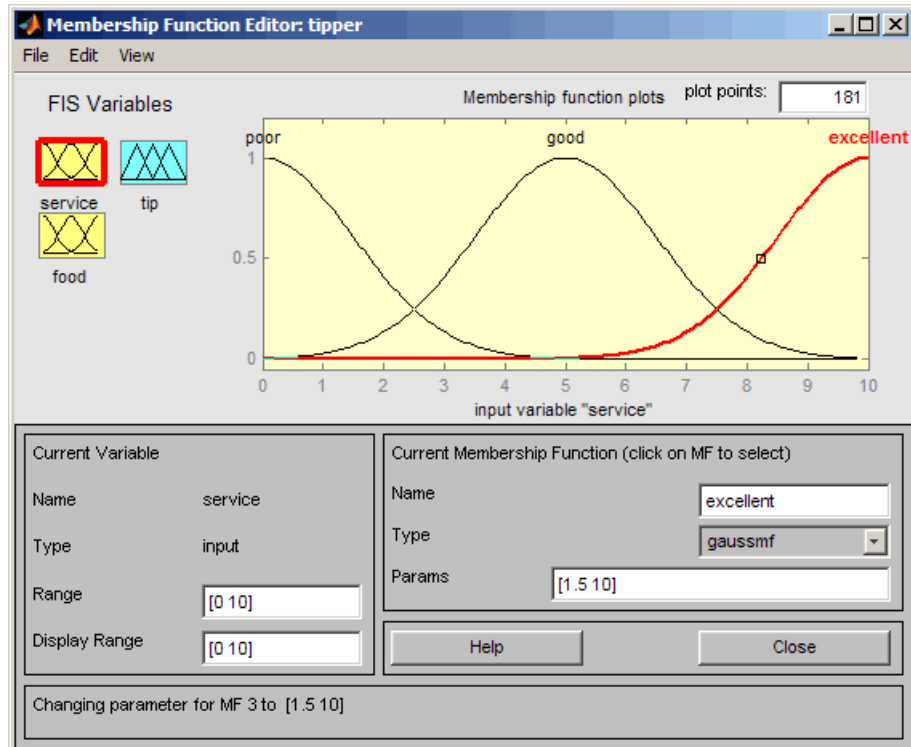 Membership Function Editor: tipper
File Edit View
FIS Variables
Membership function plots
plot points:
181
service
tip
food
poor
good
excellent
1
0.5
0
0 1 2 3 4 5 6 7 8 9 10
input variable "service"
Current Variable
Name service
Type input
Range [0 10]
Display Range [0 10]
Current Membership Function (click on MF to select)
Name excellent
Type gaussmf
Params [1.5 10]
Help Close
Changing parameter for MF 3 to [1.5 10]